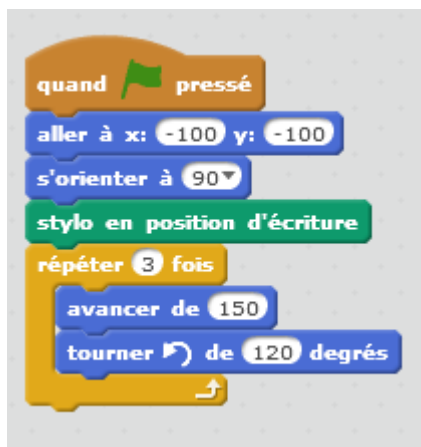 quand pressé
aller à x: -100 y: -100
s'orienter à 90
stylo en position d'écriture
répéter 3 fois
avancer de 150
tourner de 120 degrés